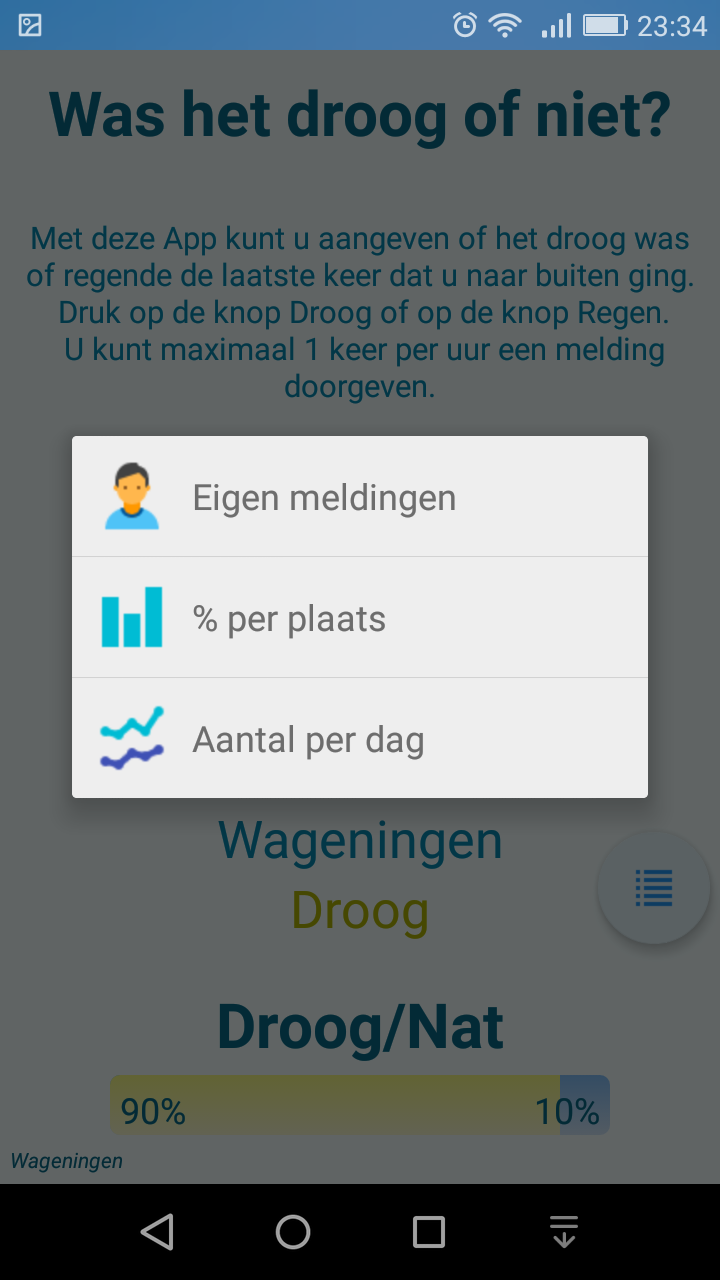 23:34
Was het droog of niet?
Met deze App kunt u aangeven of het droog was
of regende de laatste keer dat u naar buiten ging.
Druk op de knop Droog of op de knop Regen.
U kunt maximaal 1 keer per uur een melding
doorgeven.
Eigen meldingen
% per plaats
Aantal per dag
Wageningen
Droog
Droog/Nat
90% 10%
Wageningen